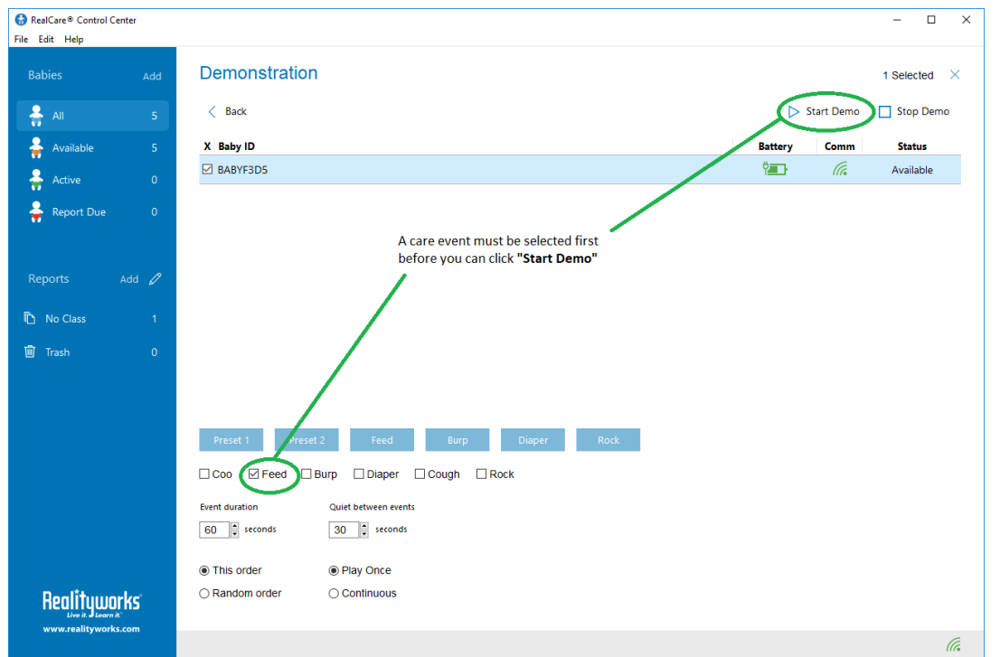 RealCare® Control Center
File Edit Help
Babies Add
All 5
Available 5
Active 0
Report Due 0
Reports Add
No Class 1
Trash 0
Realityworks®
Live it. Learn it.™
www.realityworks.com
Demonstration
1 Selected
Back
Start Demo Stop Demo
X Baby ID Battery Comm Status
BABYF3D5 Available
A care event must be selected first
before you can click "Start Demo"
Preset 1 Preset 2 Feed Burp Diaper Rock
Coo Feed Burp Diaper Cough Rock
Event duration Quiet between events
60 seconds 30 seconds
This order Play Once
Random order Continuous